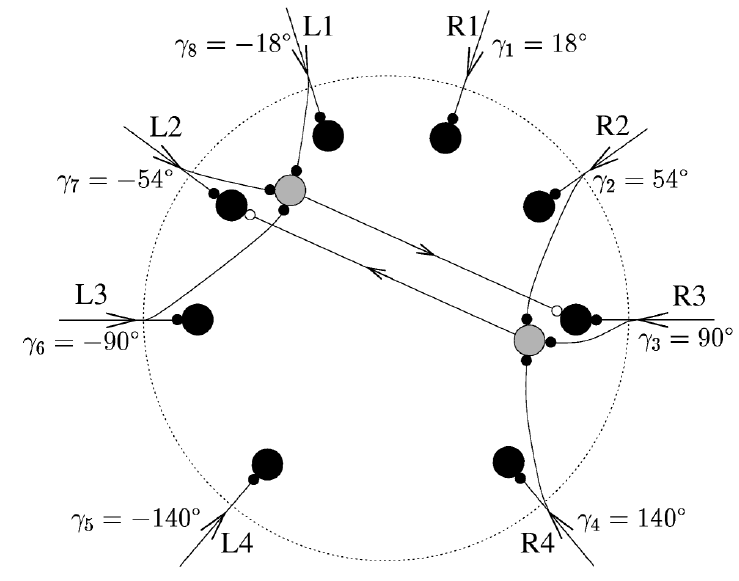 L1
R1
γ₈ = −18°
γ₁ = 18°
L2
R2
γ₇ = −54°
γ₂ = 54°
L3
R3
γ₆ = −90°
γ₃ = 90°
γ₅ = −140°
γ₄ = 140°
L4
R4